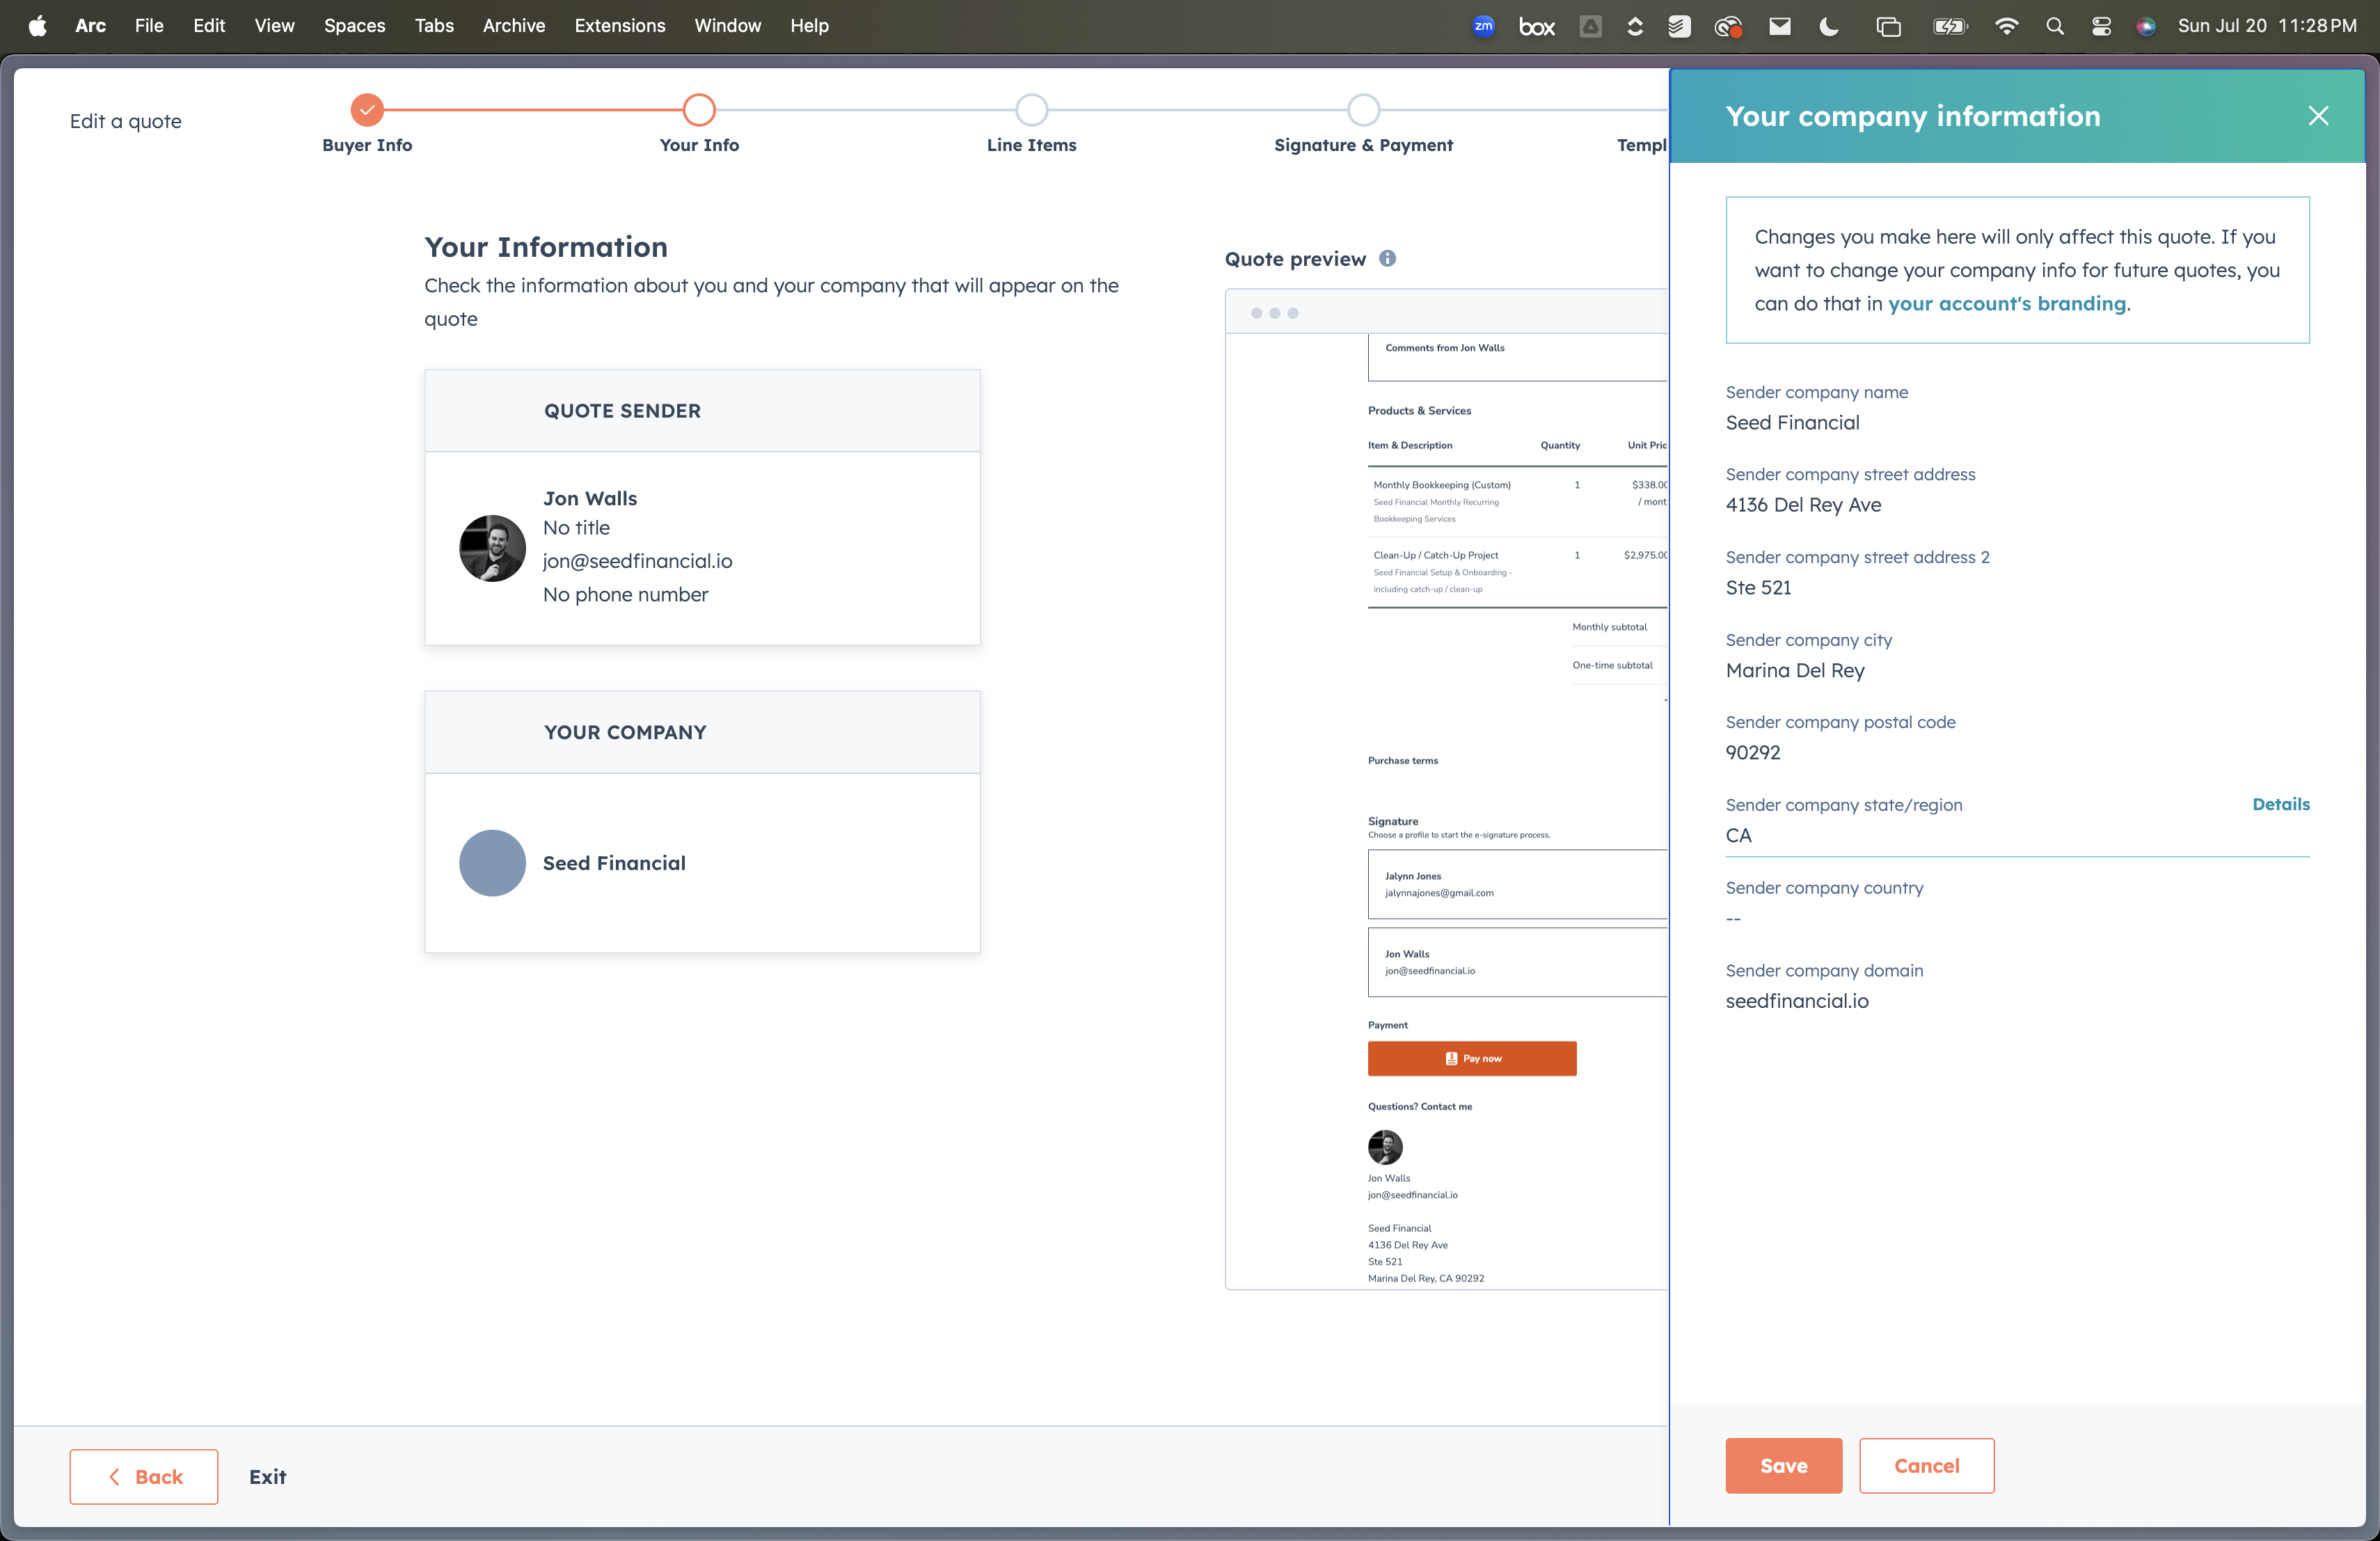 Arc File Edit View Spaces Tabs Archive Extensions Window Help
zm box Sun Jul 20 11:28 PM
Edit a quote
Buyer Info
Your Info
Line Items
Signature & Payment
Templ
Your Information
Check the information about you and your company that will appear on the
quote
QUOTE SENDER
Jon Walls
No title
jon@seedfinancial.io
No phone number
YOUR COMPANY
Seed Financial
Quote preview
Comments from Jon Walls
Products & Services
Item & Description Quantity Unit Pric
Monthly Bookkeeping (Custom) 1 $338.00
Seed Financial Monthly Recurring / mont
Bookkeeping Services
Clean-Up / Catch-Up Project 1 $2,975.00
Seed Financial Setup & Onboarding -
including catch-up / clean-up
Monthly subtotal
One-time subtotal
Purchase terms
Signature
Choose a profile to start the e-signature process.
Jalynn Jones
jalynnajones@gmail.com
Jon Walls
jon@seedfinancial.io
Payment
Pay now
Questions? Contact me
Jon Walls
jon@seedfinancial.io
Seed Financial
4136 Del Rey Ave
Ste 521
Marina Del Rey, CA 90292
Back
Exit
Your company information
Changes you make here will only affect this quote. If you
want to change your company info for future quotes, you
can do that in your account's branding.
Sender company name
Seed Financial
Sender company street address
4136 Del Rey Ave
Sender company street address 2
Ste 521
Sender company city
Marina Del Rey
Sender company postal code
90292
Sender company state/region Details
CA
Sender company country
--
Sender company domain
seedfinancial.io
Save
Cancel